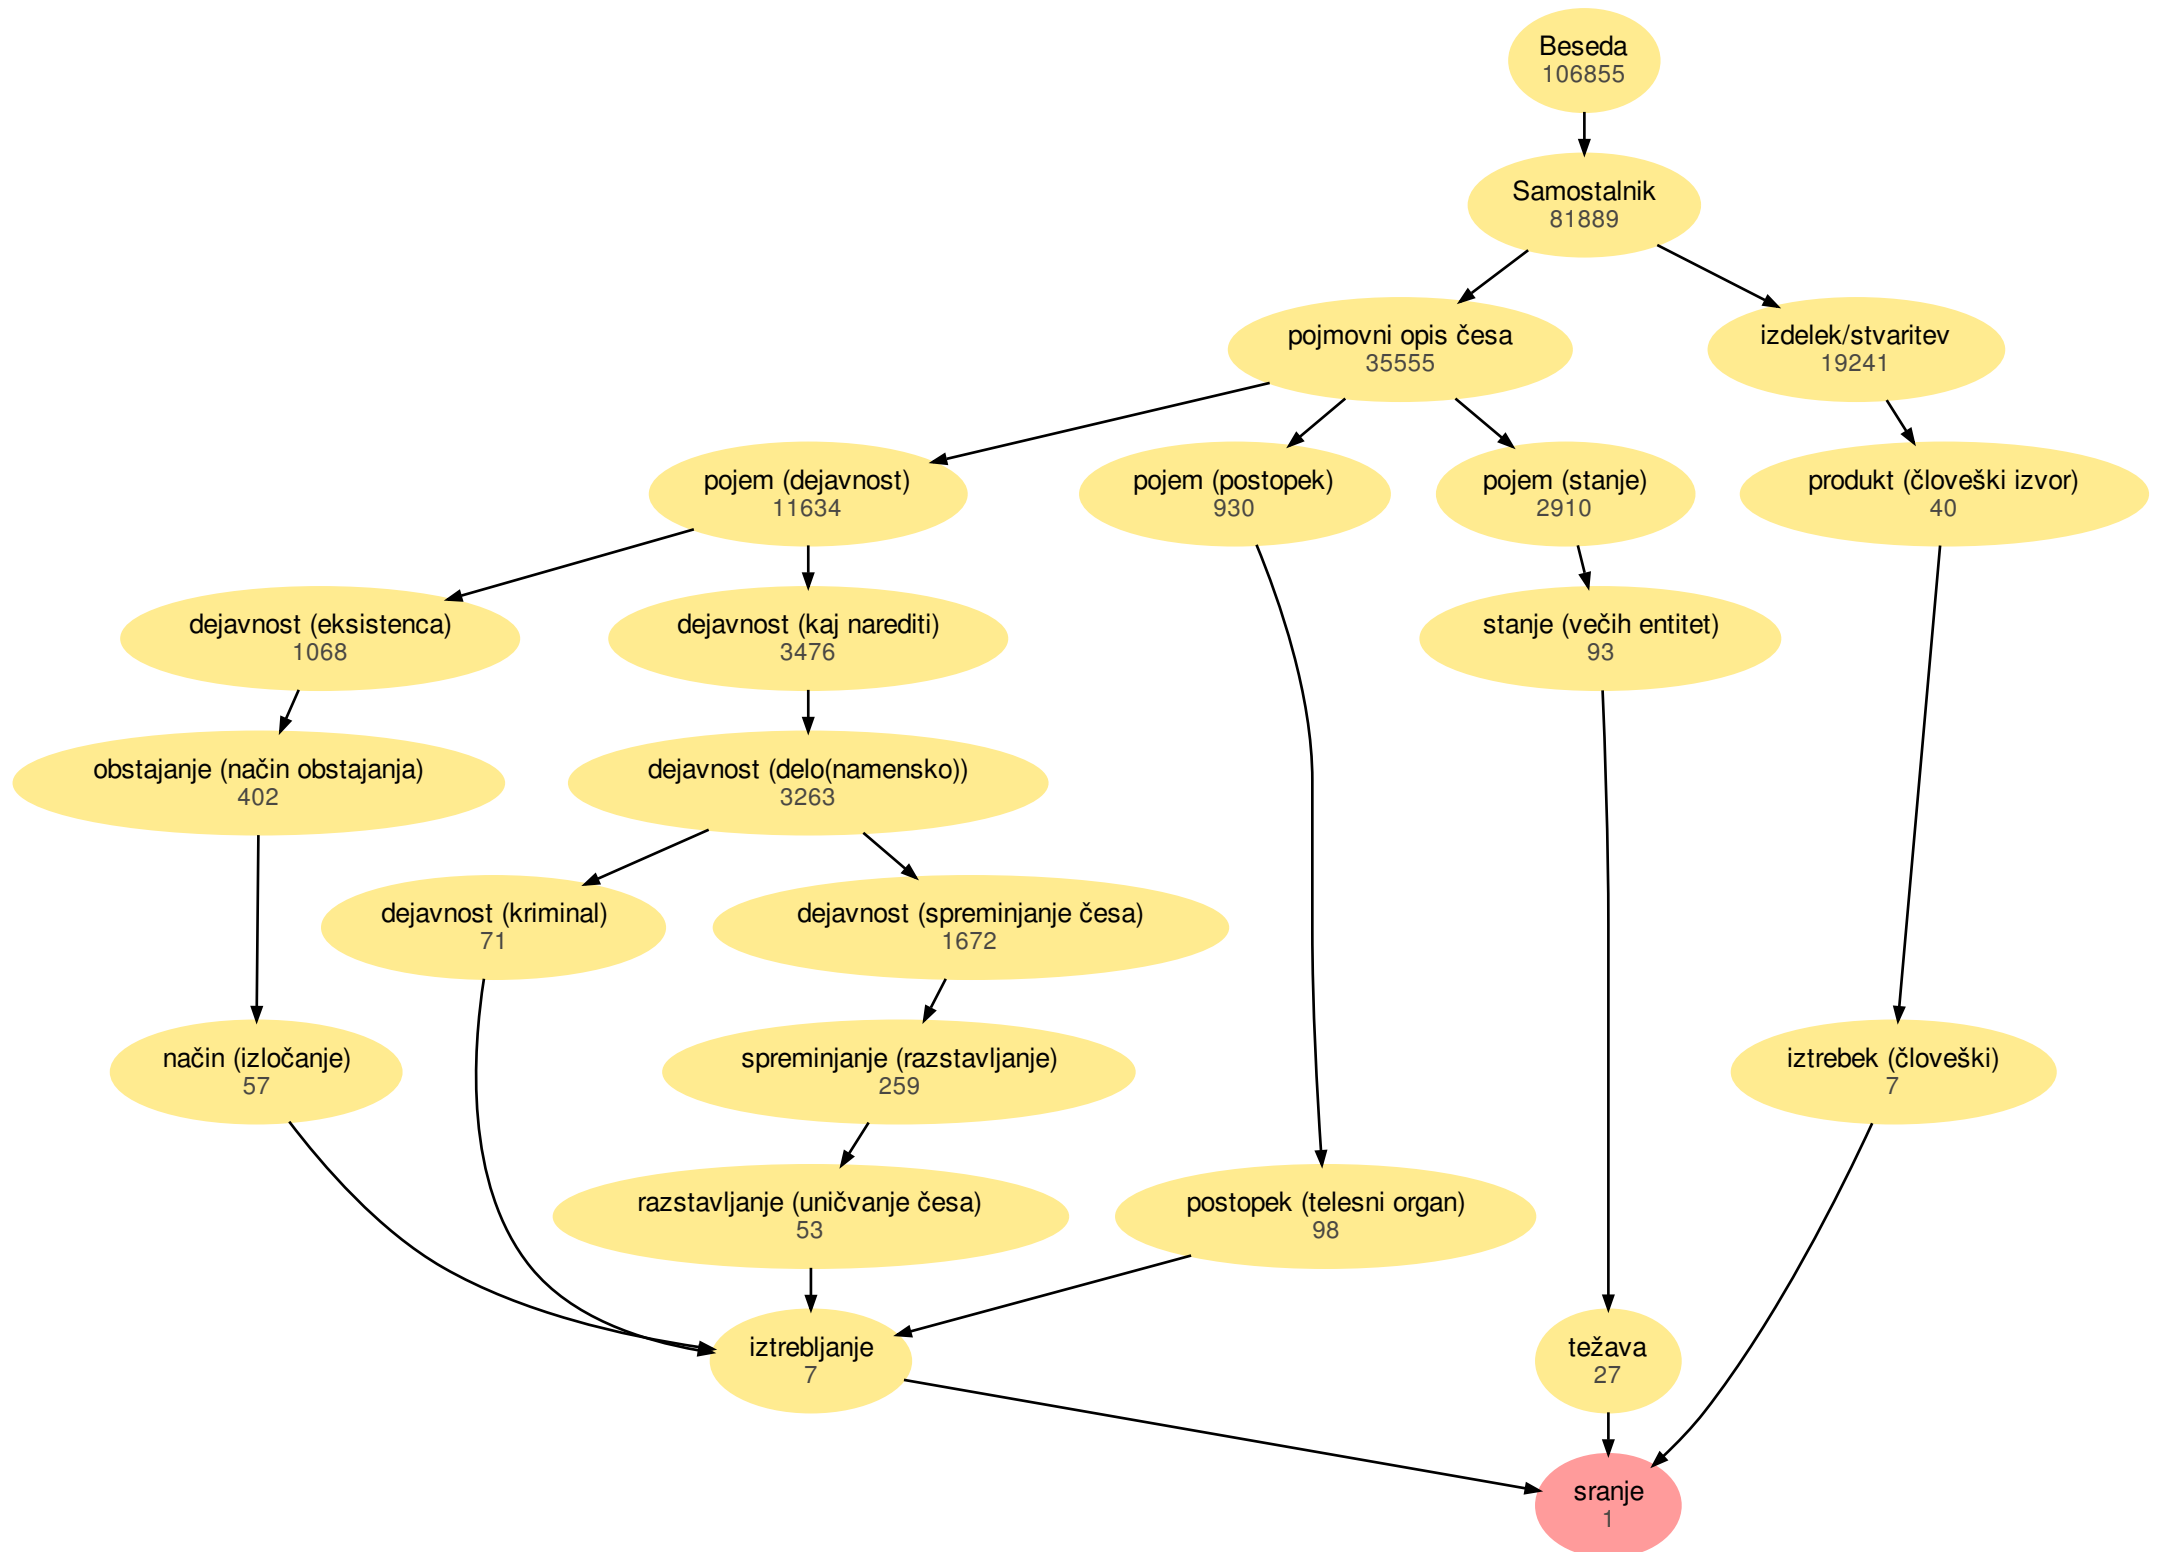 Beseda
106855
Samostalnik
81889
pojmovni opis česa
35555
izdelek/stvaritev
19241
pojem (dejavnost)
11634
pojem (postopek)
930
pojem (stanje)
2910
produkt (človeški izvor)
40
dejavnost (eksistenca)
1068
dejavnost (kaj narediti)
3476
stanje (večih entitet)
93
obstajanje (način obstajanja)
402
dejavnost (delo(namensko))
3263
dejavnost (kriminal)
71
dejavnost (spreminjanje česa)
1672
način (izločanje)
57
spreminjanje (razstavljanje)
259
iztrebek (človeški)
7
razstavljanje (uničvanje česa)
53
postopek (telesni organ)
98
iztrebljanje
7
težava
27
sranje
1